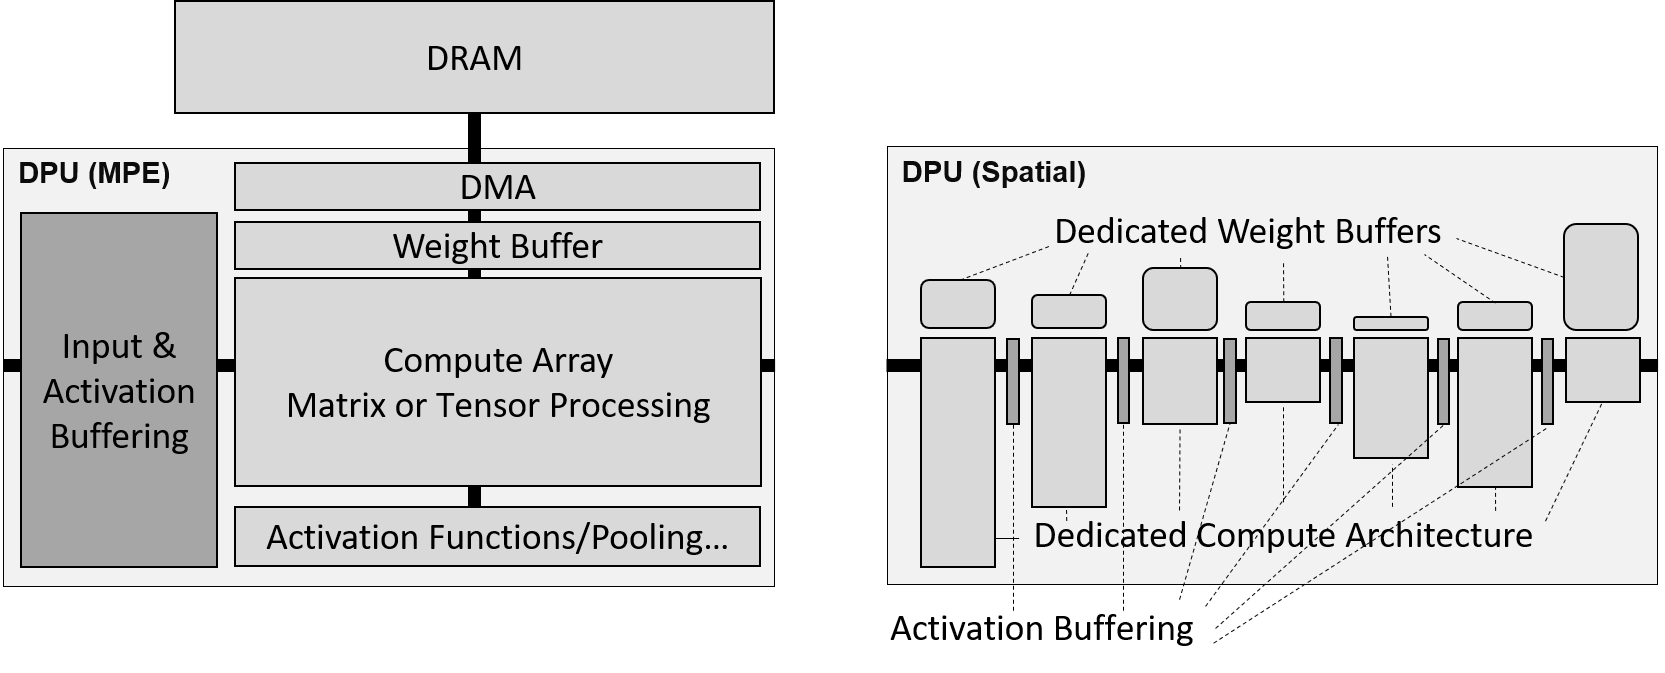 DRAM
DPU (MPE)
DMA
Weight Buffer
Input &
Activation
Buffering
Compute Array
Matrix or Tensor Processing
Activation Functions/Pooling...
DPU (Spatial)
Dedicated Weight Buffers
Dedicated Compute Architecture
Activation Buffering